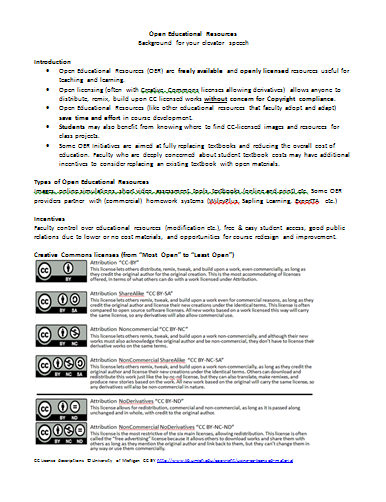 Open Educational Resources
Background for your elevator speech
Introduction
• Open Educational Resources (OER) are freely available and openly licensed resources useful for
teaching and learning.
• Open licensing (often with Creative Commons licenses allowing derivatives) allows anyone to
distribute, remix, build upon CC licensed works without concern for Copyright compliance.
• Open Educational Resources (like other educational resources that faculty adopt and adapt)
save time and effort in course development.
• Students may also benefit from knowing where to find CC-licensed images and resources for
class projects.
• Some OER Initiatives are aimed at fully replacing textbooks and reducing the overall cost of
education. Faculty who are deeply concerned about student textbook costs may have additional
incentives to consider replacing an existing textbook with open materials.
Types of Open Educational Resources
Images, online simulations, short video, assessment tools, textbooks (online and print) etc. Some OER
providers partner with (commercial) homework systems (WileyPlus, Sapling Learning, ExpertTA etc.)
Incentives
Faculty control over educational resources (modification etc.), free & easy student access, good public
relations due to lower or no cost materials, and opportunities for course redesign and improvement.
Creative Commons licenses (from "Most Open" to "Least Open")
Attribution "CC-BY"
This license lets others distribute, remix, tweak, and build upon your work, even commercially, as long as
they credit the original author for the original creation. This is the most accommodating of licenses
offered, in terms of what others can do with a work licensed under Attribution.
Attribution ShareAlike "CC BY-SA"
This license lets others remix, tweak, and build upon a work even for commercial reasons, as long as they
credit the original author and license their new creations under the identical terms. This license is often
compared to open source software licenses. All new works based on a work licensed this way will carry
the same license, so any derivatives will also allow commercial use.
Attribution Noncommercial "CC BY-NC"
This license lets others remix, tweak, and build upon a work non-commercially, and although their new
works must also acknowledge the original author and be non-commercial, they don't have to license their
derivative works on the same terms.
Attribution NonCommercial ShareAlike "CC BY-NC-SA"
This license lets others remix, tweak, and build upon a work non-commercially, as long as they credit the
original author and license their new creations under the identical terms. Others can download and
redistribute this work just like the by-nc-nd license, but they can also translate, make remixes, and
produce new stories based on the work. All new works based on the original will carry the same license, so
any derivatives will also be non-commercial in nature.
Attribution NoDerivatives "CC BY-ND"
This license allows for redistribution, commercial and non-commercial, as long as it is passed along
unchanged and in whole, with credit to the original author.
Attribution NonCommercial NoDerivatives "CC BY-NC-ND"
This license is the most restrictive of the six main licenses, allowing redistribution. This license is often
called the "free advertising" license because it allows others to download works and share them with
others as long as they mention the original author and link back to them, but they can't change them in
any way or use them commercially.
CC License descriptions © University of Michigan CC BY